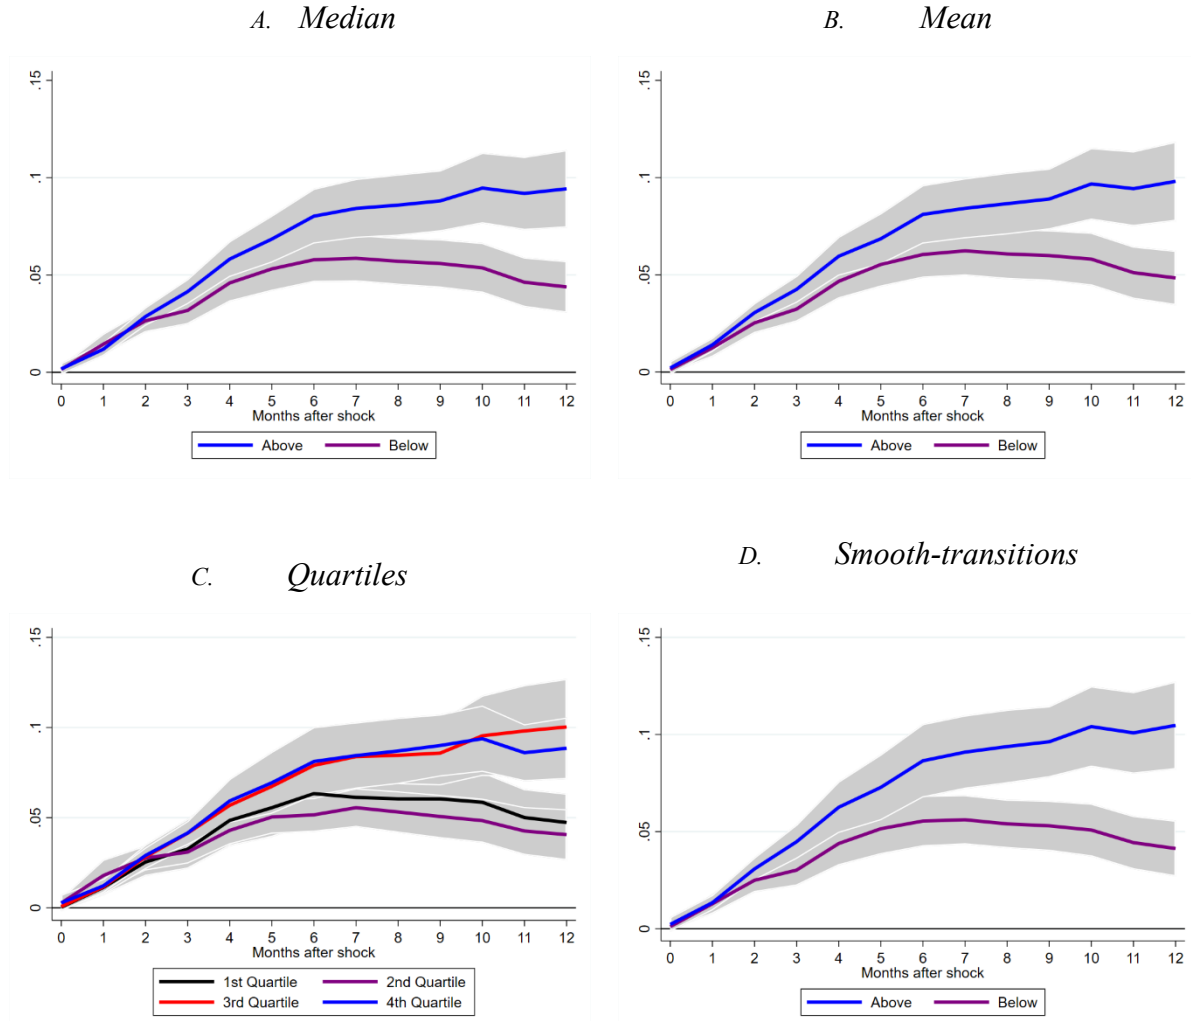 A. Median
.15
.1
.05
0
0 1 2 3 4 5 6 7 8 9 10 11 12
Months after shock
Above Below
B. Mean
.15
.1
.05
0
0 1 2 3 4 5 6 7 8 9 10 11 12
Months after shock
Above Below
C. Quartiles
.15
.1
.05
0
0 1 2 3 4 5 6 7 8 9 10 11 12
Months after shock
1st Quartile 2nd Quartile
3rd Quartile 4th Quartile
D. Smooth-transitions
.15
.1
.05
0
0 1 2 3 4 5 6 7 8 9 10 11 12
Months after shock
Above Below